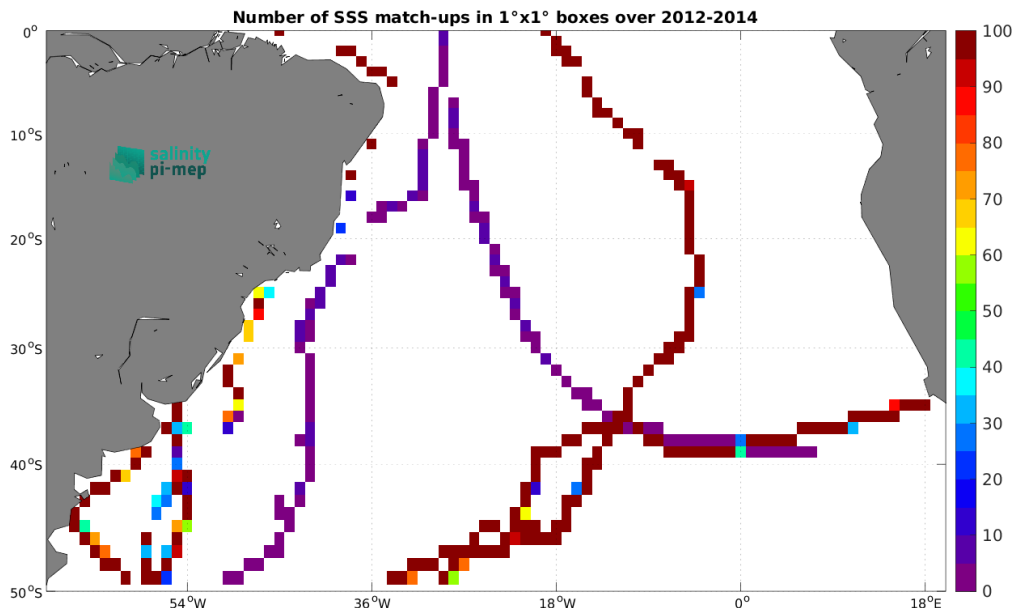 Number of SSS match-ups in 1°x1° boxes over 2012-2014
0°
10°S
20°S
30°S
40°S
50°S
salinity
pi-mep
54°W
36°W
18°W
0°
18°E
100
90
80
70
60
50
40
30
20
10
0